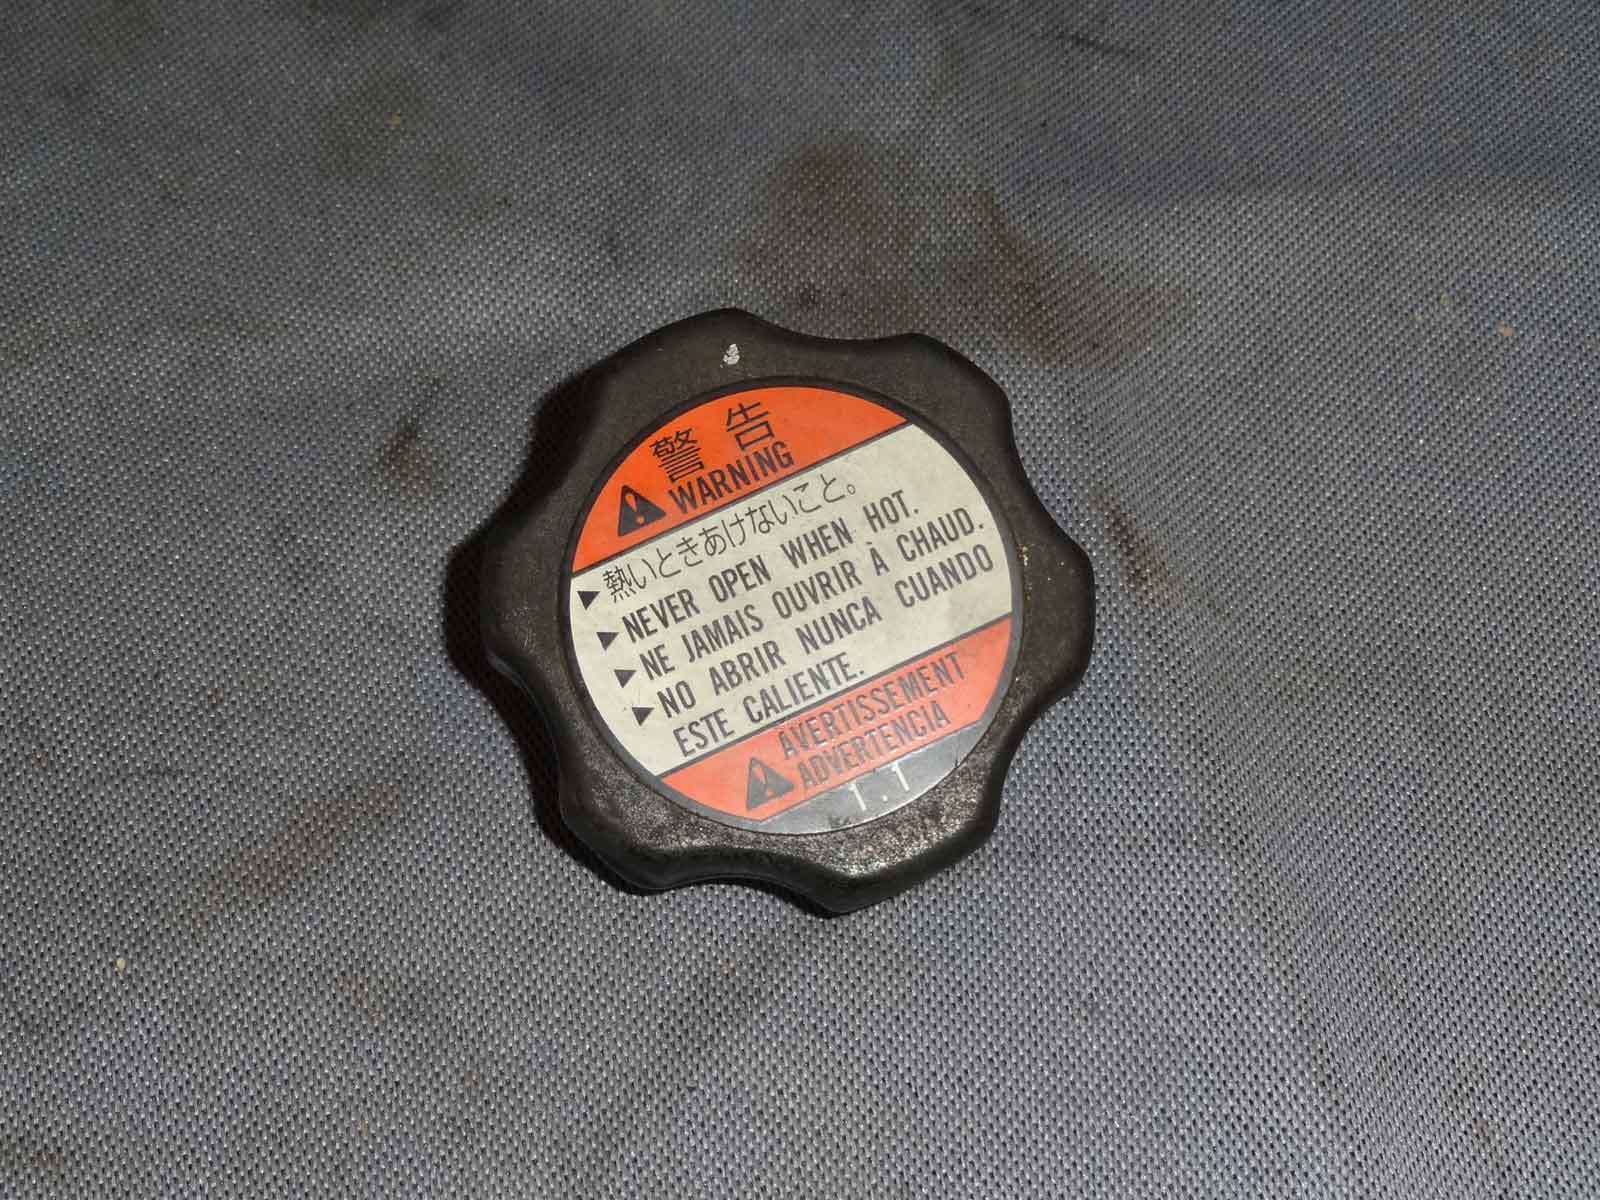 警告
WARNING
▶熱いときあけないこと。
▶NEVER OPEN WHEN HOT.
▶NE JAMAIS OUVRIR À CHAUD.
▶NO ABRIR NUNCA CUANDO
ESTE CALIENTE.
AVERTISSEMENT
ADVERTENCIA
1.1